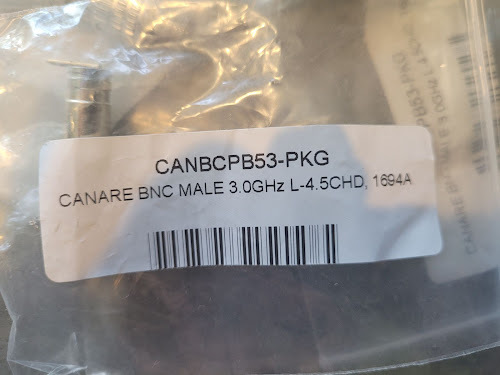 CANBCPB53-PKG
CANARE BNC MALE 3.0GHz L-4.5CHD, 1694A